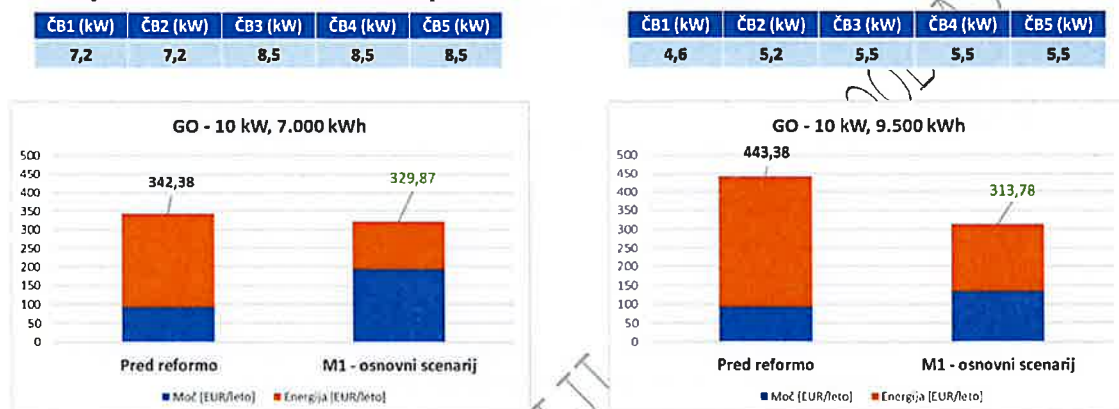 ČB1 (kW) ČB2 (kW) ČB3 (kW) ČB4 (kW) ČB5 (kW)
7,2 7,2 8,5 8,5 8,5
GO - 10 kW, 7.000 kWh
500
450
400
350
300
250
200
150
100
50
0
342,38
329,87
Pred reformo M1 - osnovni scenarij
Moč [EUR/leto] Energija [EUR/leto]
ČB1 (kW) ČB2 (kW) ČB3 (kW) ČB4 (kW) ČB5 (kW)
4,6 5,2 5,5 5,5 5,5
GO - 10 kW, 9.500 kWh
500
450
400
350
300
250
200
150
100
50
0
443,38
313,78
Pred reformo M1 - osnovni scenarij
Moč [EUR/leto] Energija [EUR/leto]